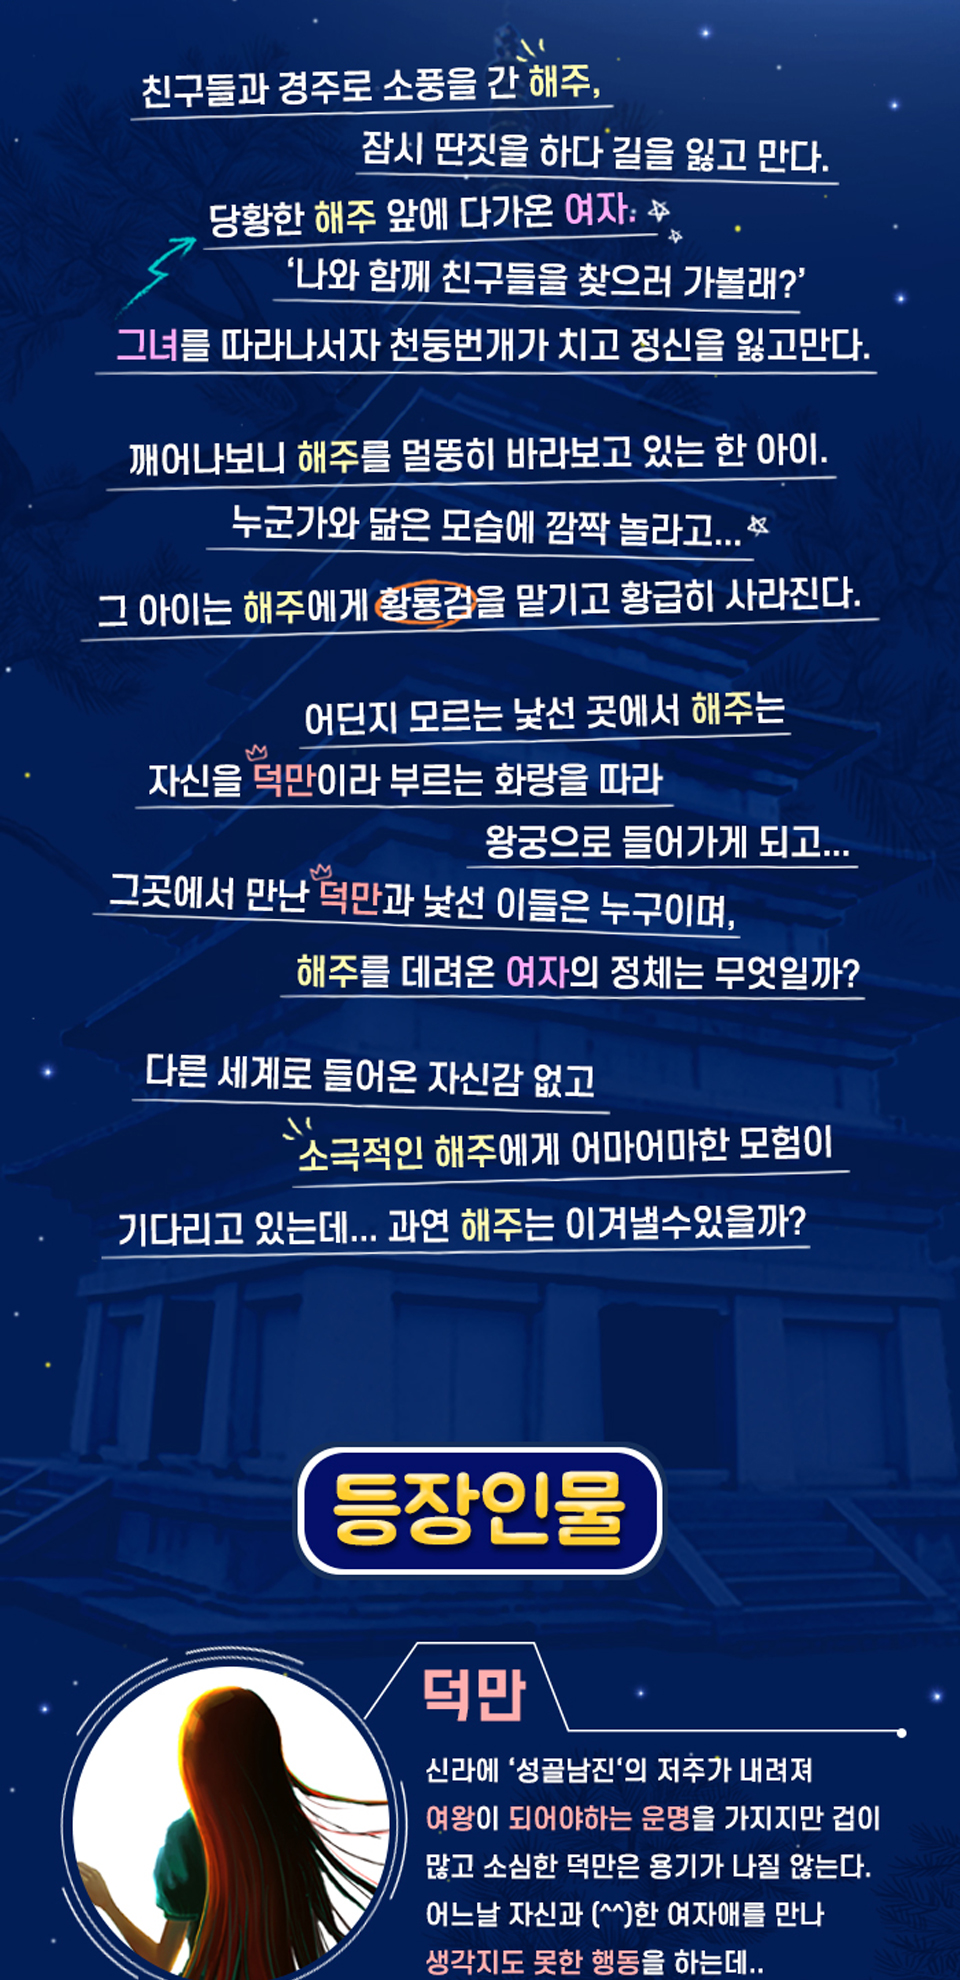 친구들과 경주로 소풍을 간 해주,
잠시 딴짓을 하다 길을 잃고 만다.
당황한 해주 앞에 다가온 여자.
‘나와 함께 친구들을 찾으러 가볼래?’
그녀를 따라나서자 천둥번개가 치고 정신을 잃고만다.
깨어나보니 해주를 멀뚱히 바라보고 있는 한 아이.
누군가와 닮은 모습에 깜짝 놀라고...
그 아이는 해주에게 황룡검을 맡기고 황급히 사라진다.
어딘지 모르는 낯선 곳에서 해주는
자신을 덕만이라 부르는 화랑을 따라
왕궁으로 들어가게 되고...
그곳에서 만난 덕만과 낯선 이들은 누구이며,
해주를 데려온 여자의 정체는 무엇일까?
다른 세계로 들어온 자신감 없고
소극적인 해주에게 어마어마한 모험이
기다리고 있는데... 과연 해주는 이겨낼수있을까?
등장인물
덕만
신라에 ‘성골남진‘의 저주가 내려져
여왕이 되어야하는 운명을 가지지만 겁이
많고 소심한 덕만은 용기가 나질 않는다.
어느날 자신과 (^^)한 여자애를 만나
생각지도 못한 행동을 하는데..